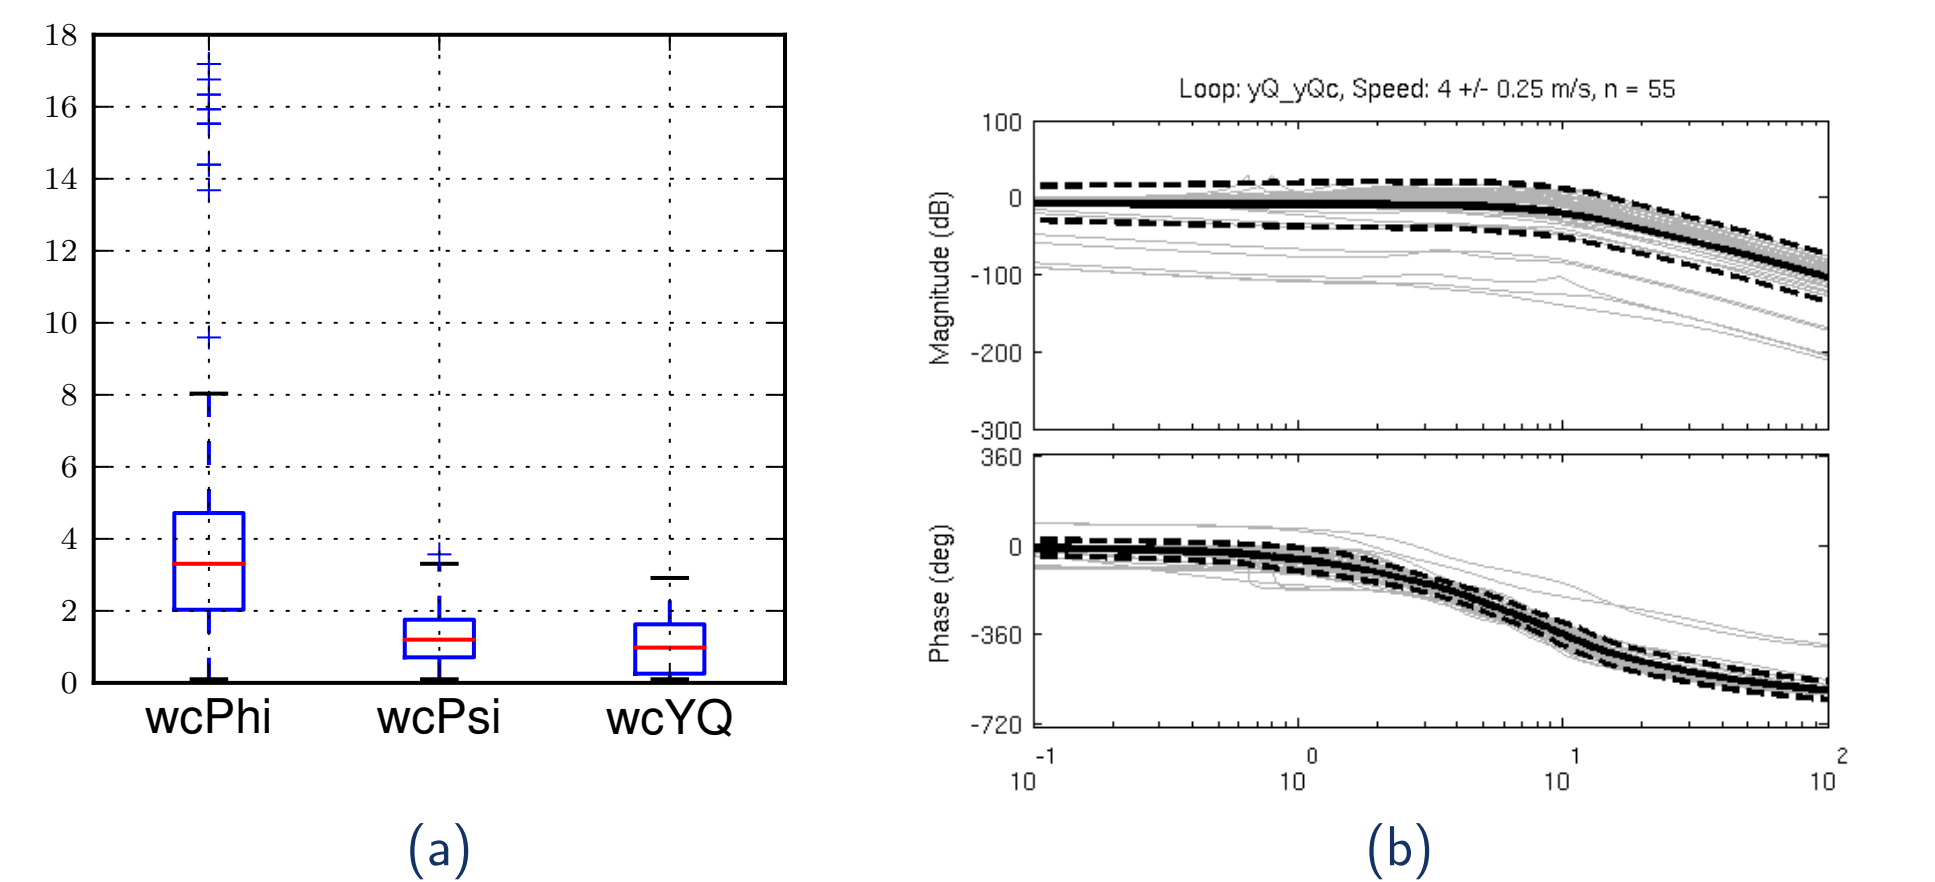 18
16
14
12
10
8
6
4
2
0
wcPhi wcPsi wcYQ
(a)
Loop: yQ_yQc, Speed: 4 +/- 0.25 m/s, n = 55
Magnitude (dB)
100
0
-100
-200
-300
Phase (deg)
360
0
-360
-720
10^-1 10^0 10^1 10^2
(b)